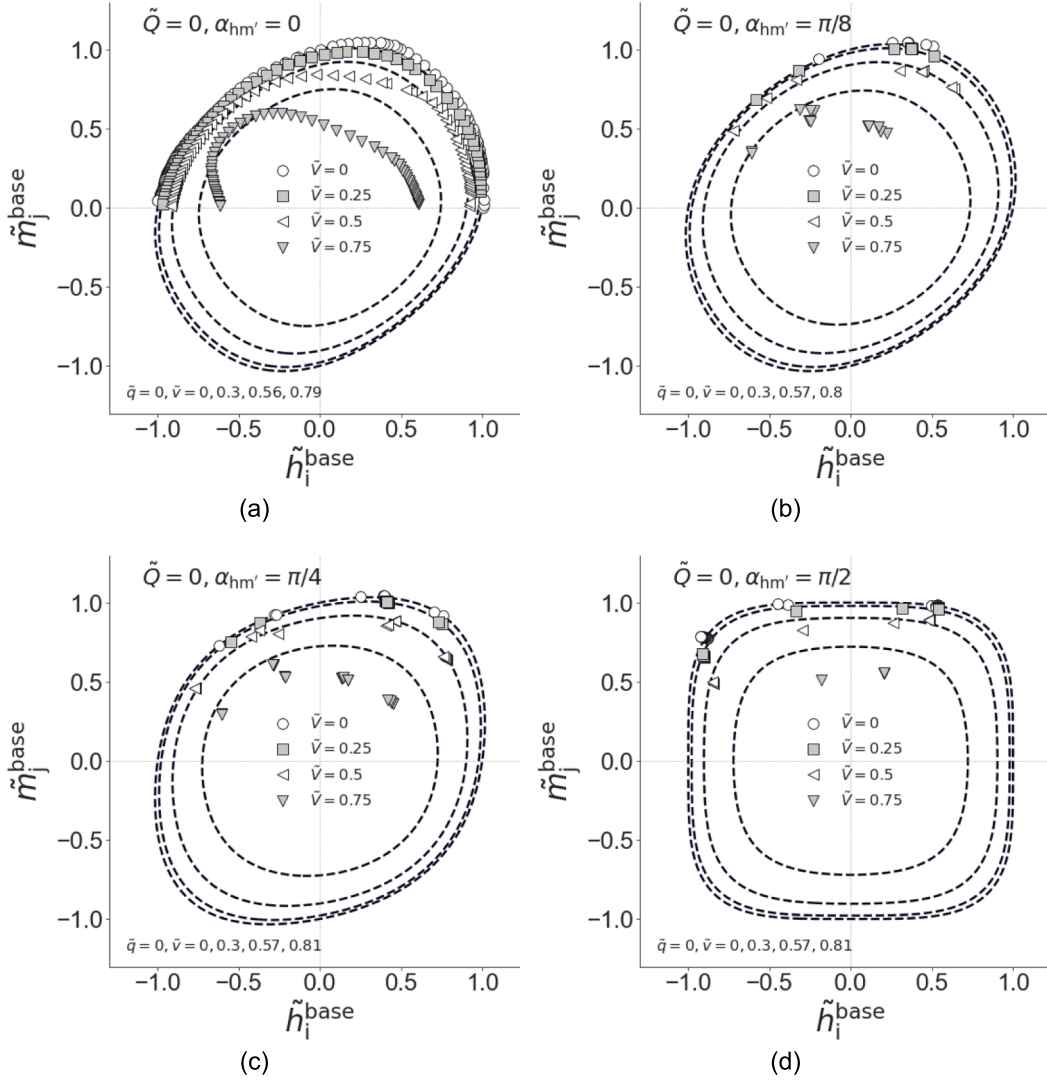 Q̃ = 0, α_hm′ = 0
m̃_j^base
1.0
0.5
0.0
−0.5
−1.0
Ṽ = 0
Ṽ = 0.25
Ṽ = 0.5
Ṽ = 0.75
q̃ = 0, ṽ = 0, 0.3, 0.56, 0.79
−1.0 −0.5 0.0 0.5 1.0
h̃_i^base
(a)
Q̃ = 0, α_hm′ = π/8
m̃_j^base
1.0
0.5
0.0
−0.5
−1.0
Ṽ = 0
Ṽ = 0.25
Ṽ = 0.5
Ṽ = 0.75
q̃ = 0, ṽ = 0, 0.3, 0.57, 0.8
−1.0 −0.5 0.0 0.5 1.0
h̃_i^base
(b)
Q̃ = 0, α_hm′ = π/4
m̃_j^base
1.0
0.5
0.0
−0.5
−1.0
Ṽ = 0
Ṽ = 0.25
Ṽ = 0.5
Ṽ = 0.75
q̃ = 0, ṽ = 0, 0.3, 0.57, 0.81
−1.0 −0.5 0.0 0.5 1.0
h̃_i^base
(c)
Q̃ = 0, α_hm′ = π/2
m̃_j^base
1.0
0.5
0.0
−0.5
−1.0
Ṽ = 0
Ṽ = 0.25
Ṽ = 0.5
Ṽ = 0.75
q̃ = 0, ṽ = 0, 0.3, 0.57, 0.81
−1.0 −0.5 0.0 0.5 1.0
h̃_i^base
(d)